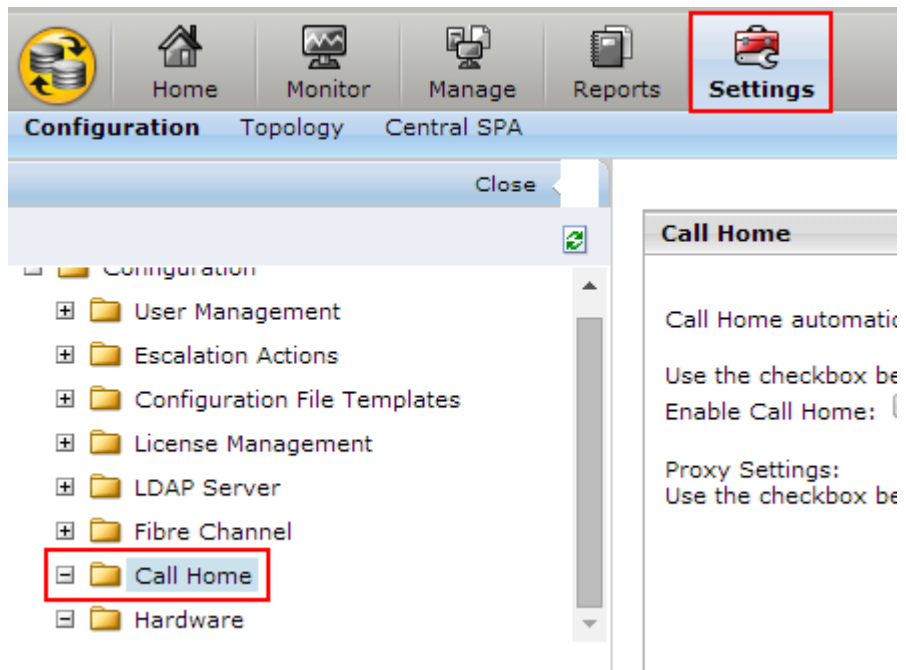 Home Monitor Manage Reports Settings
Configuration Topology Central SPA
Close
Configuration
User Management
Escalation Actions
Configuration File Templates
License Management
LDAP Server
Fibre Channel
Call Home
Hardware
Call Home
Call Home automatic
Use the checkbox be
Enable Call Home:
Proxy Settings:
Use the checkbox be